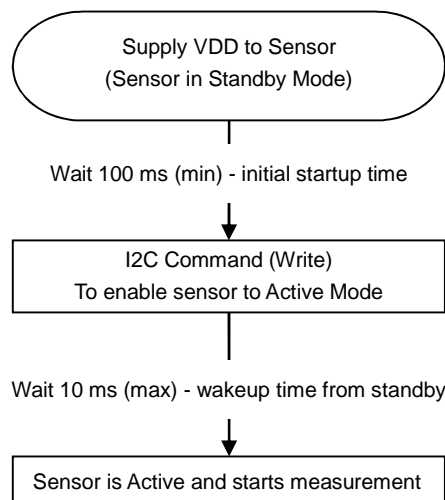 Supply VDD to Sensor
(Sensor in Standby Mode)
Wait 100 ms (min) - initial startup time
I2C Command (Write)
To enable sensor to Active Mode
Wait 10 ms (max) - wakeup time from standby
Sensor is Active and starts measurement